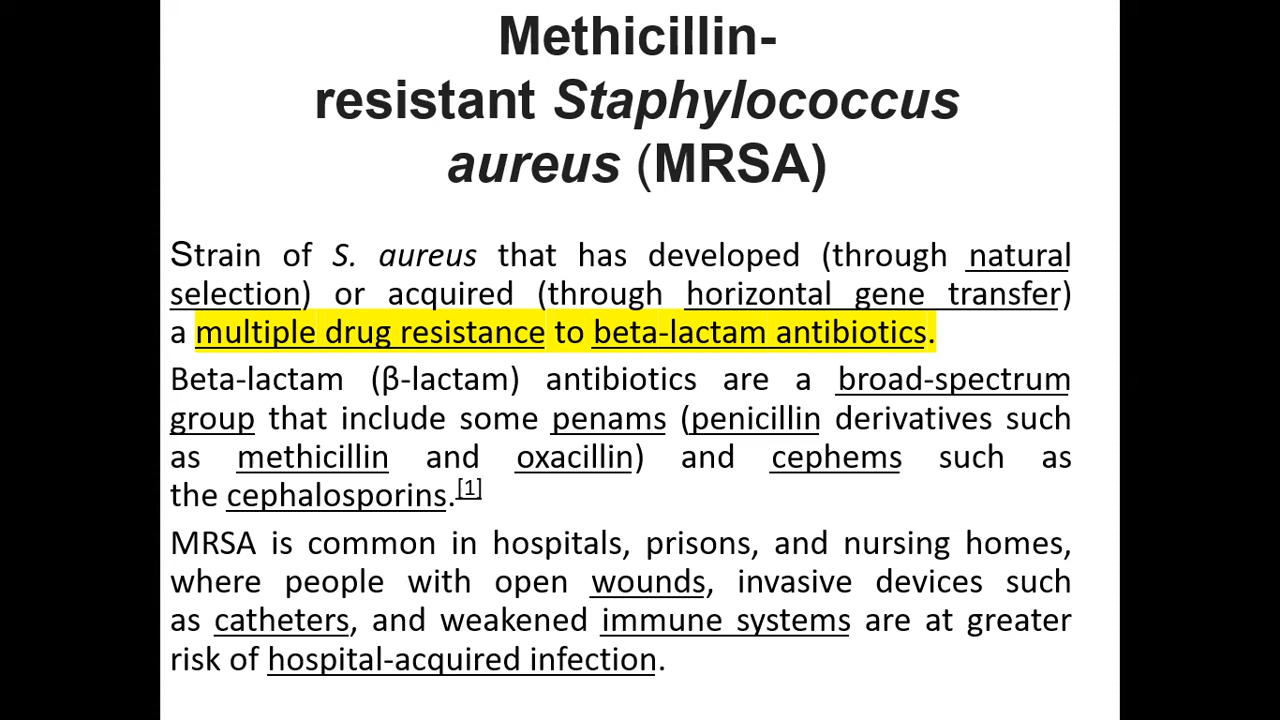 Methicillin-
resistant Staphylococcus
aureus (MRSA)
Strain of S. aureus that has developed (through natural
selection) or acquired (through horizontal gene transfer)
a multiple drug resistance to beta-lactam antibiotics.
Beta-lactam (β-lactam) antibiotics are a broad-spectrum
group that include some penams (penicillin derivatives such
as methicillin and oxacillin) and cephems such as
the cephalosporins.[1]
MRSA is common in hospitals, prisons, and nursing homes,
where people with open wounds, invasive devices such
as catheters, and weakened immune systems are at greater
risk of hospital-acquired infection.